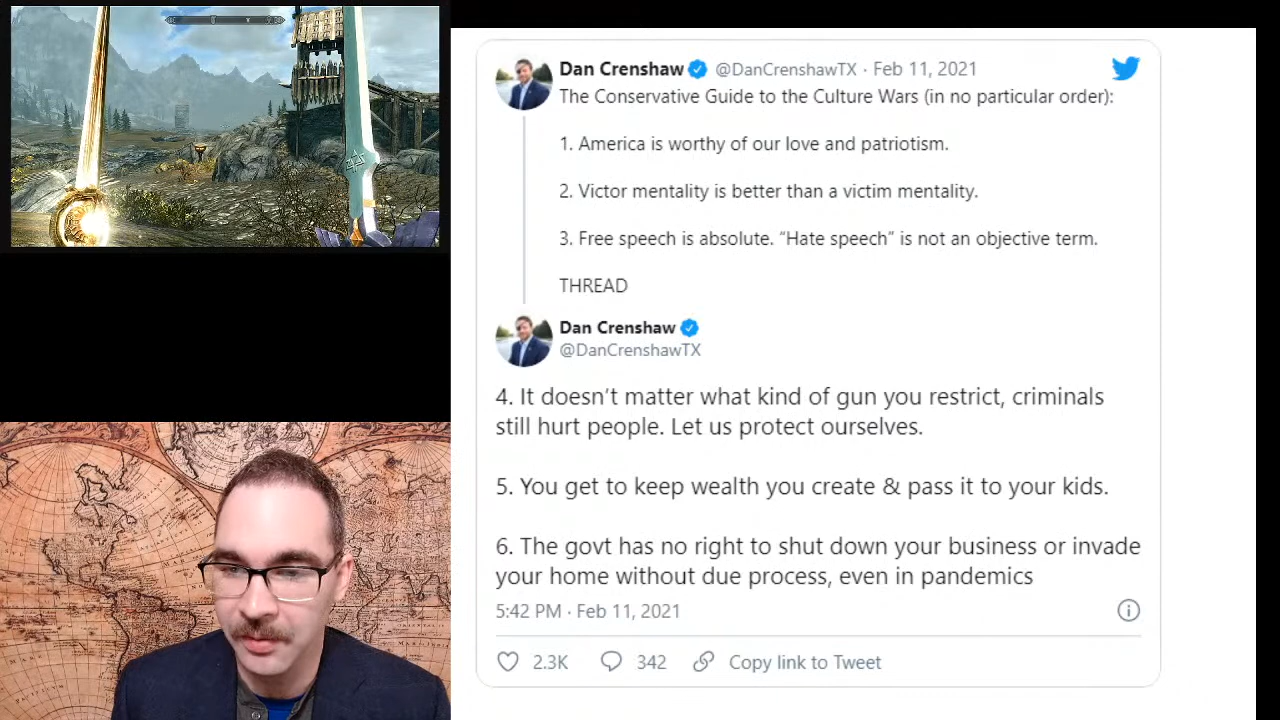 Dan Crenshaw @DanCrenshawTX · Feb 11, 2021
The Conservative Guide to the Culture Wars (in no particular order):
1. America is worthy of our love and patriotism.
2. Victor mentality is better than a victim mentality.
3. Free speech is absolute. “Hate speech” is not an objective term.
THREAD
Dan Crenshaw
@DanCrenshawTX
4. It doesn’t matter what kind of gun you restrict, criminals
still hurt people. Let us protect ourselves.
5. You get to keep wealth you create & pass it to your kids.
6. The govt has no right to shut down your business or invade
your home without due process, even in pandemics
5:42 PM · Feb 11, 2021
2.3K 342 Copy link to Tweet